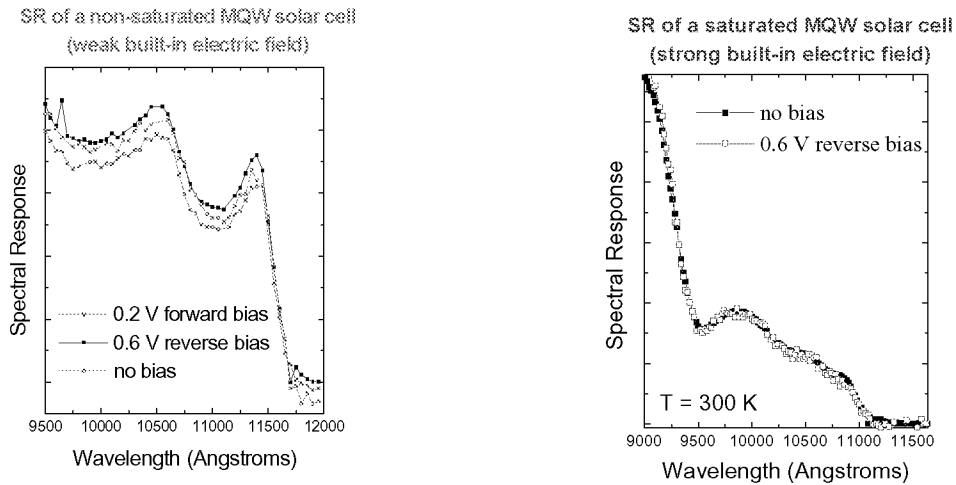 SR of a non-saturated MQW solar cell
(weak built-in electric field)
Spectral Response
0.2 V forward bias
0.6 V reverse bias
no bias
9500 10000 10500 11000 11500 12000
Wavelength (Angstroms)
SR of a saturated MQW solar cell
(strong built-in electric field)
no bias
0.6 V reverse bias
Spectral Response
T = 300 K
9000 9500 10000 10500 11000 11500
Wavelength (Angstroms)